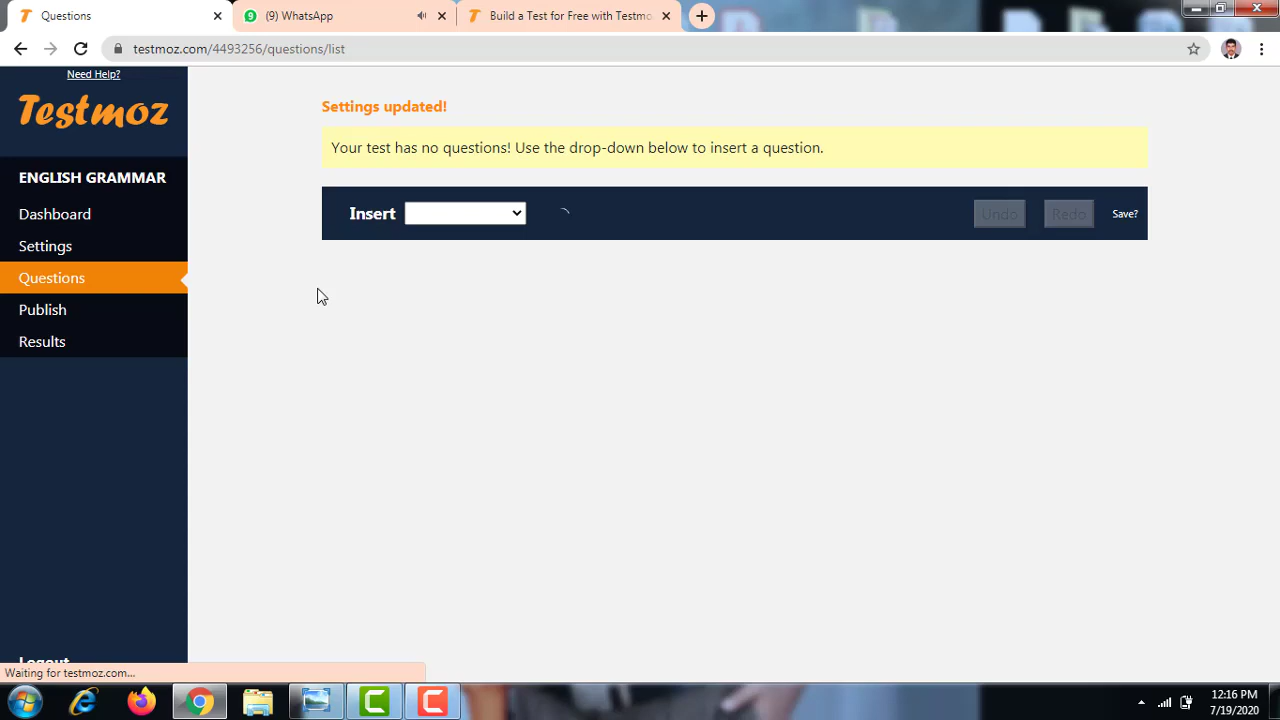 Questions
(9) WhatsApp
Build a Test for Free with Testmo
testmoz.com/4493256/questions/list
Need Help?
Testmoz
ENGLISH GRAMMAR
Dashboard
Settings
Questions
Publish
Results
Logout
Settings updated!
Your test has no questions! Use the drop-down below to insert a question.
Insert
Undo
Redo
Save?
Waiting for testmoz.com...
12:16 PM
7/19/2020